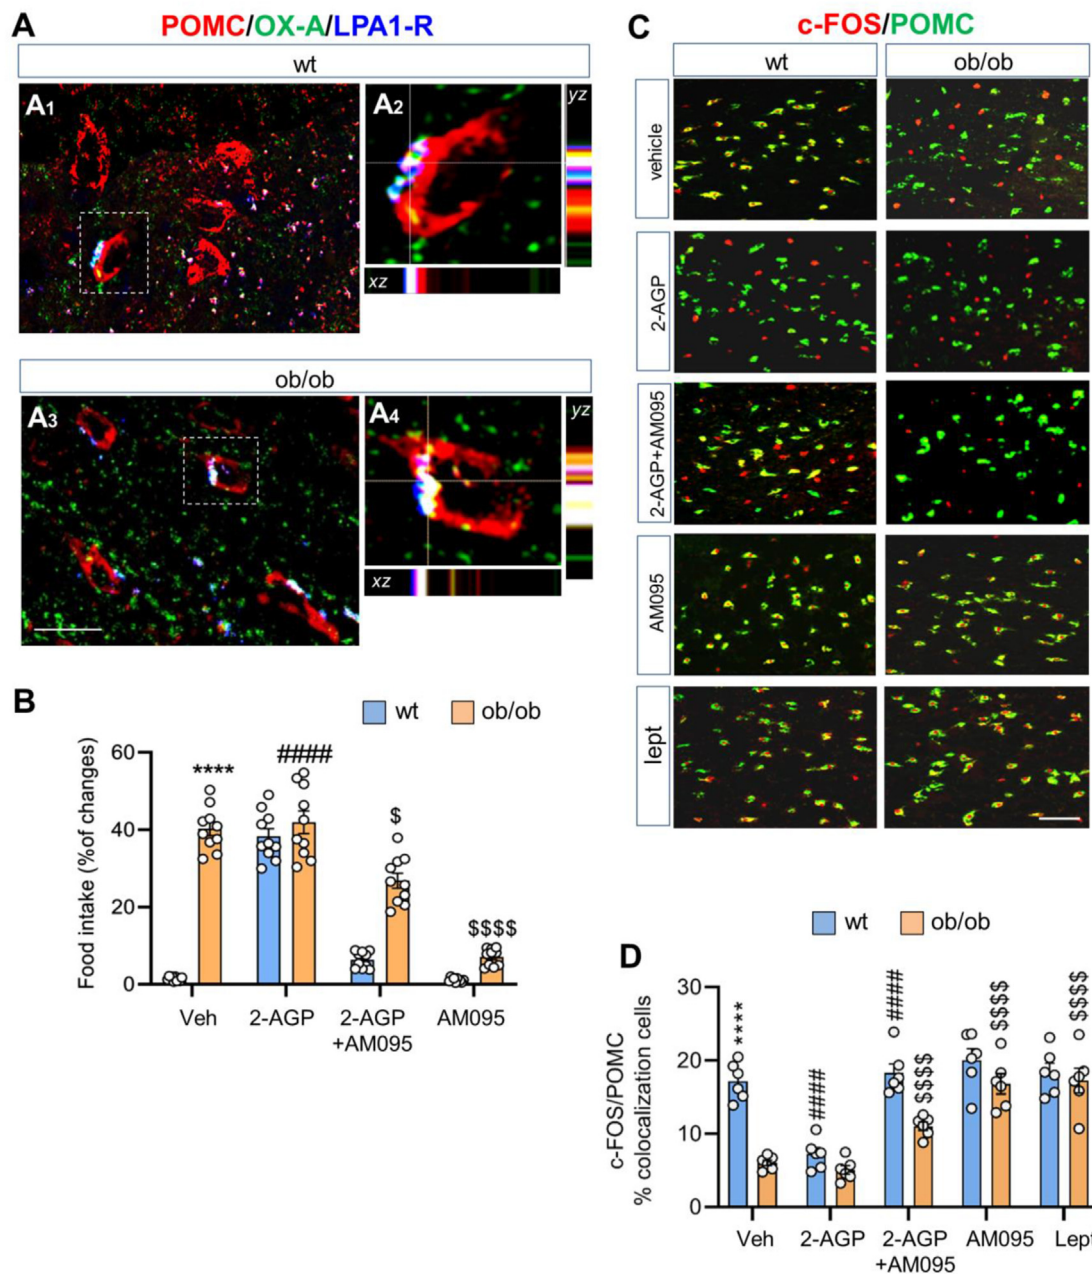 A
POMC/OX-A/LPA1-R
wt
A1
A2
yz
xz
ob/ob
A3
A4
yz
xz
B
wt
ob/ob
Food intake (%of changes)
60
40
20
0
****
####
$
$$$$
Veh
2-AGP
2-AGP
+AM095
AM095
C
c-FOS/POMC
wt
ob/ob
vehicle
2-AGP
2-AGP+AM095
AM095
lept
wt
ob/ob
D
c-FOS/POMC
% colocalization cells
30
20
10
0
****
####
####
$$$$
$$$$
$$$$
Veh
2-AGP
2-AGP
+AM095
AM095
Lept